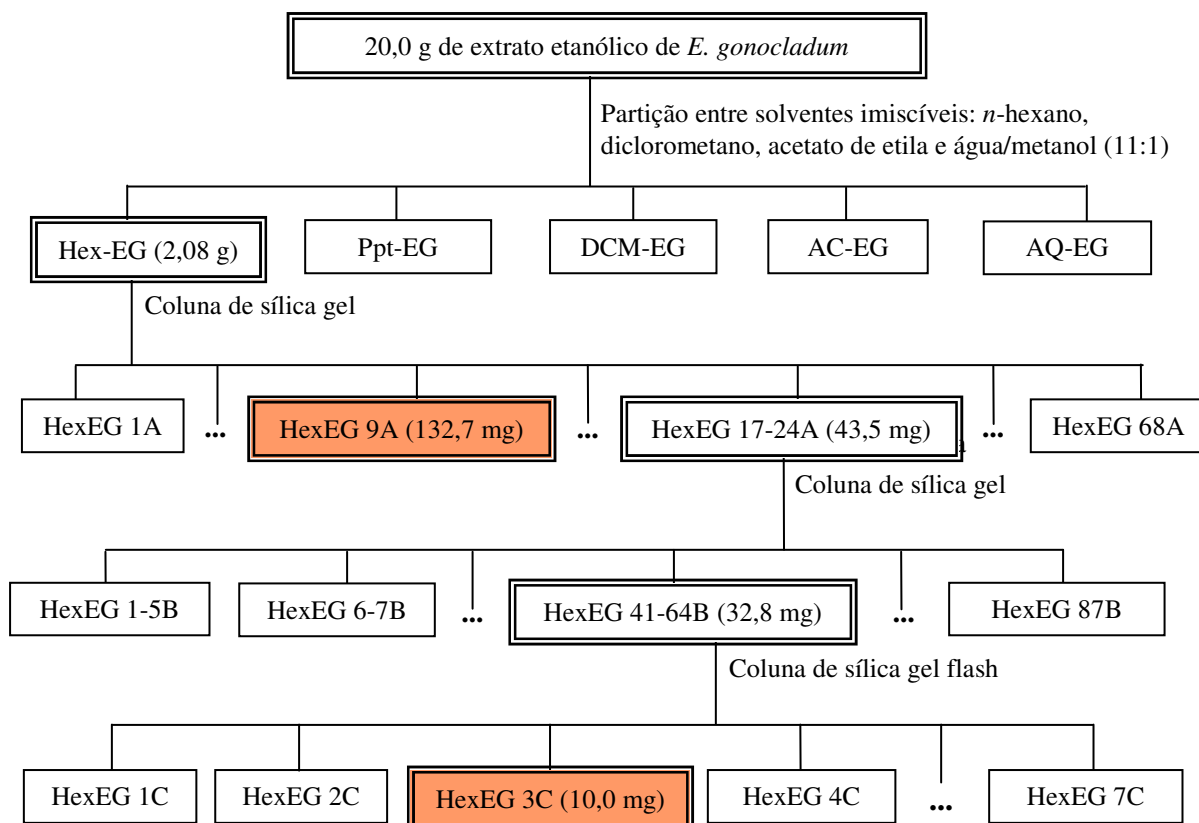 20,0 g de extrato etanólico de E. gonocladum
Partição entre solventes imiscíveis: n-hexano,
diclorometano, acetato de etila e água/metanol (11:1)
Hex-EG (2,08 g)
Ppt-EG
DCM-EG
AC-EG
AQ-EG
Coluna de sílica gel
HexEG 1A
...
HexEG 9A (132,7 mg)
...
HexEG 17-24A (43,5 mg)
...
HexEG 68A
Coluna de sílica gel
HexEG 1-5B
HexEG 6-7B
...
HexEG 41-64B (32,8 mg)
...
HexEG 87B
Coluna de sílica gel flash
HexEG 1C
HexEG 2C
HexEG 3C (10,0 mg)
HexEG 4C
...
HexEG 7C